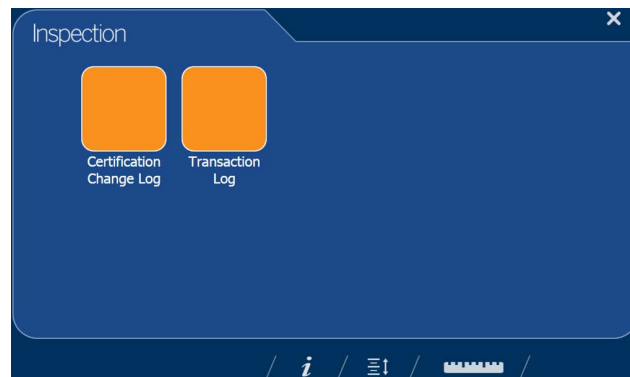 Inspection
Certification
Change Log
Transaction
Log
i